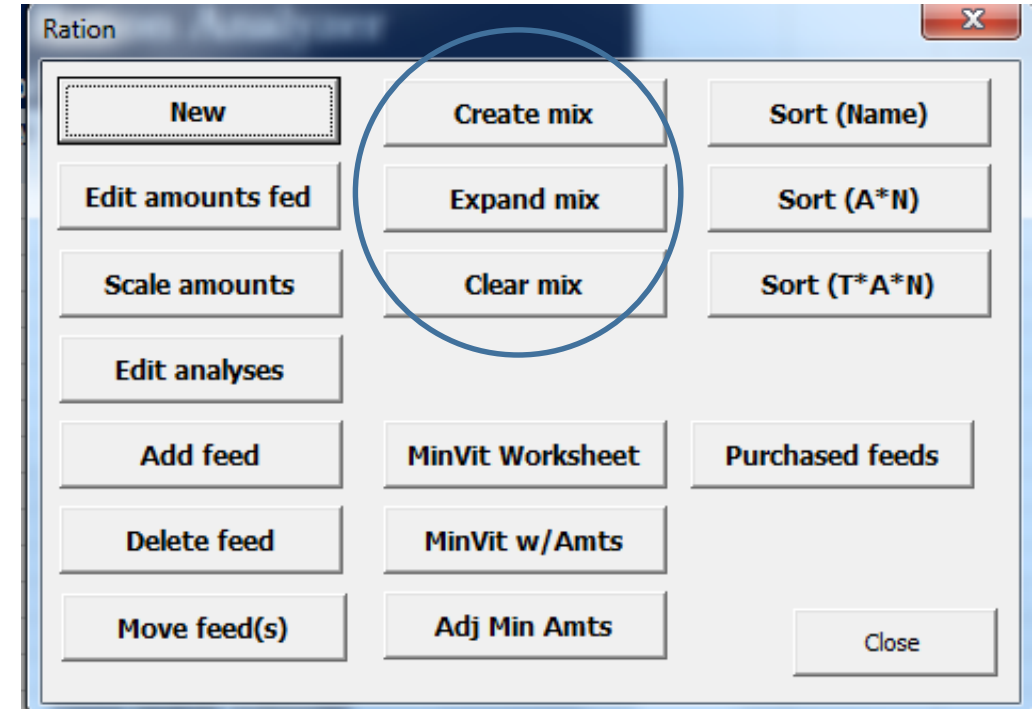 Ration
New
Create mix
Sort (Name)
Edit amounts fed
Expand mix
Sort (A*N)
Scale amounts
Clear mix
Sort (T*A*N)
Edit analyses
Add feed
MinVit Worksheet
Purchased feeds
Delete feed
MinVit w/Amts
Move feed(s)
Adj Min Amts
Close